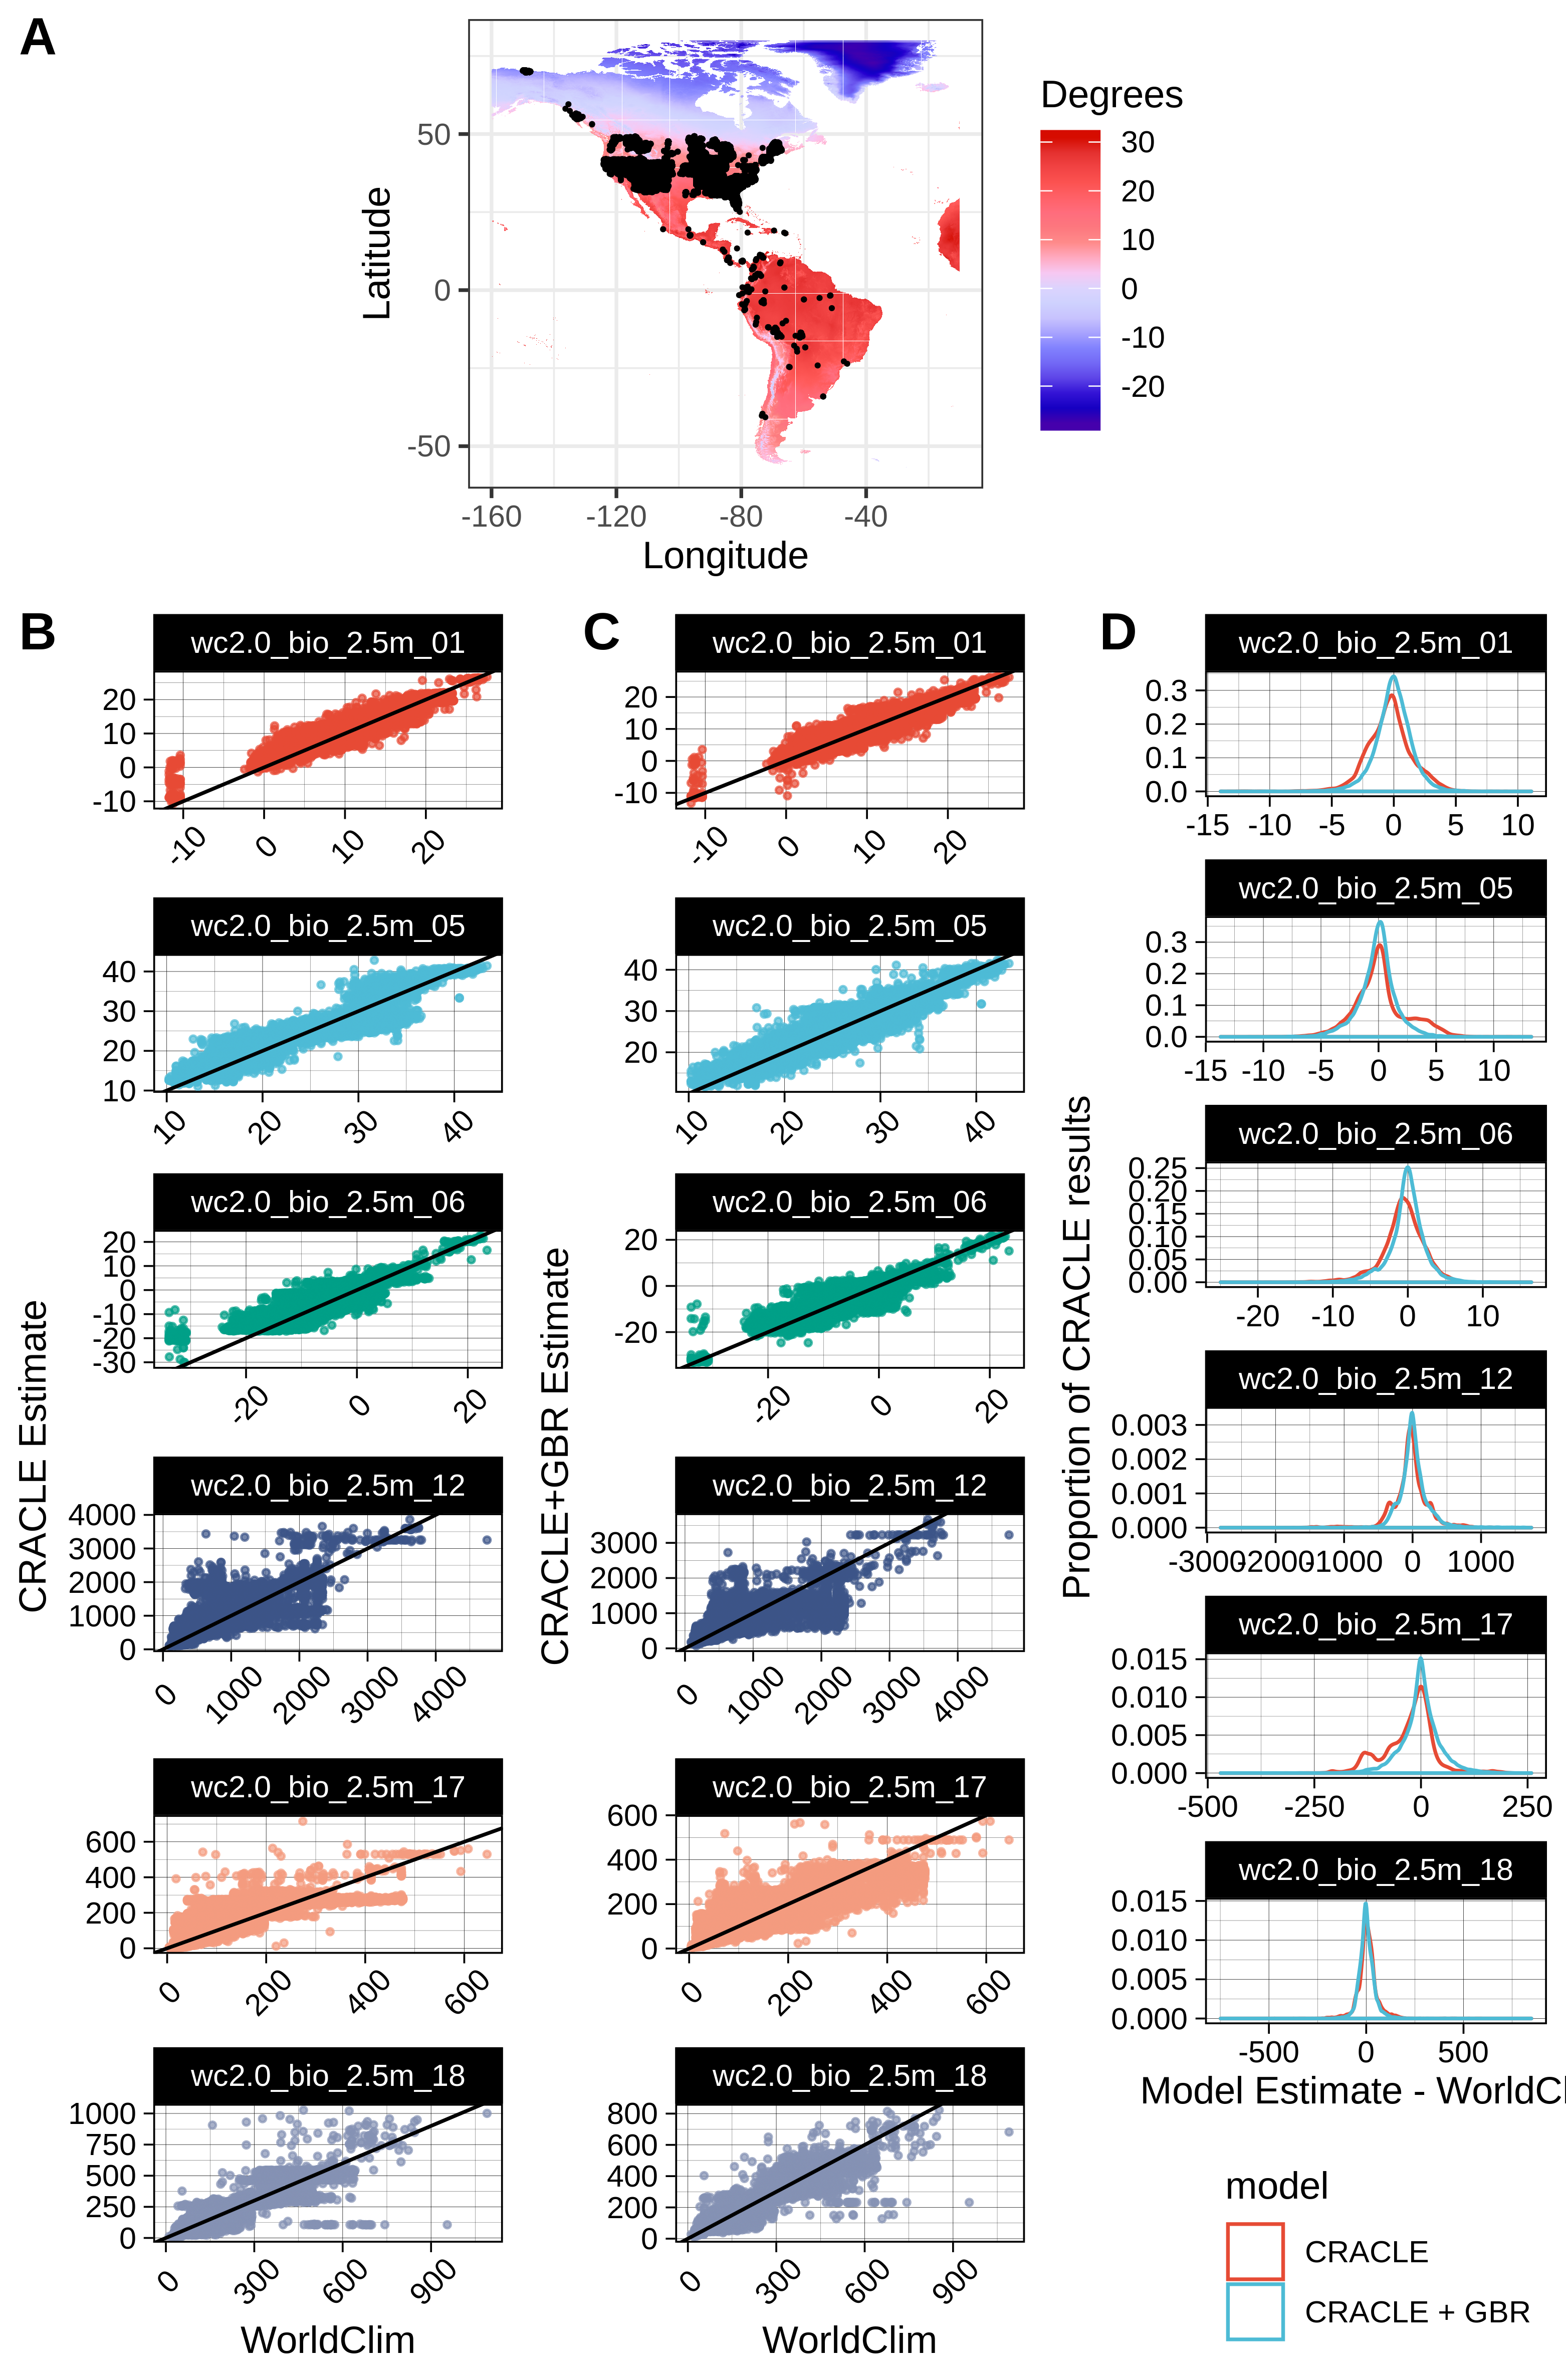 A
Degrees
30
20
10
0
-10
-20
50
0
-50
Latitude
-160 -120 -80 -40
Longitude
B
wc2.0_bio_2.5m_01
20
10
0
-10
-10 0 10 20
wc2.0_bio_2.5m_05
40
30
20
10
10 20 30 40
wc2.0_bio_2.5m_06
20
10
0
-10
-20
-30
-20 0 20
wc2.0_bio_2.5m_12
4000
3000
2000
1000
0
0 1000 2000 3000 4000
wc2.0_bio_2.5m_17
600
400
200
0
0 200 400 600
wc2.0_bio_2.5m_18
1000
750
500
250
0
0 300 600 900
CRACLE Estimate
WorldClim
C
wc2.0_bio_2.5m_01
20
10
0
-10
-10 0 10 20
wc2.0_bio_2.5m_05
40
30
20
10 20 30 40
wc2.0_bio_2.5m_06
20
0
-20
-20 0 20
wc2.0_bio_2.5m_12
3000
2000
1000
0
0 1000 2000 3000 4000
wc2.0_bio_2.5m_17
600
400
200
0
0 200 400 600
wc2.0_bio_2.5m_18
800
600
400
200
0
0 300 600 900
CRACLE+GBR Estimate
WorldClim
D
wc2.0_bio_2.5m_01
0.3
0.2
0.1
0.0
-15 -10 -5 0 5 10
wc2.0_bio_2.5m_05
0.3
0.2
0.1
0.0
-15 -10 -5 0 5 10
wc2.0_bio_2.5m_06
0.25
0.20
0.15
0.10
0.05
0.00
-20 -10 0 10
wc2.0_bio_2.5m_12
0.003
0.002
0.001
0.000
-3000 -2000 -1000 0 1000
wc2.0_bio_2.5m_17
0.015
0.010
0.005
0.000
-500 -250 0 250
wc2.0_bio_2.5m_18
0.015
0.010
0.005
0.000
-500 0 500
Proportion of CRACLE results
Model Estimate - WorldCl
model
CRACLE
CRACLE + GBR